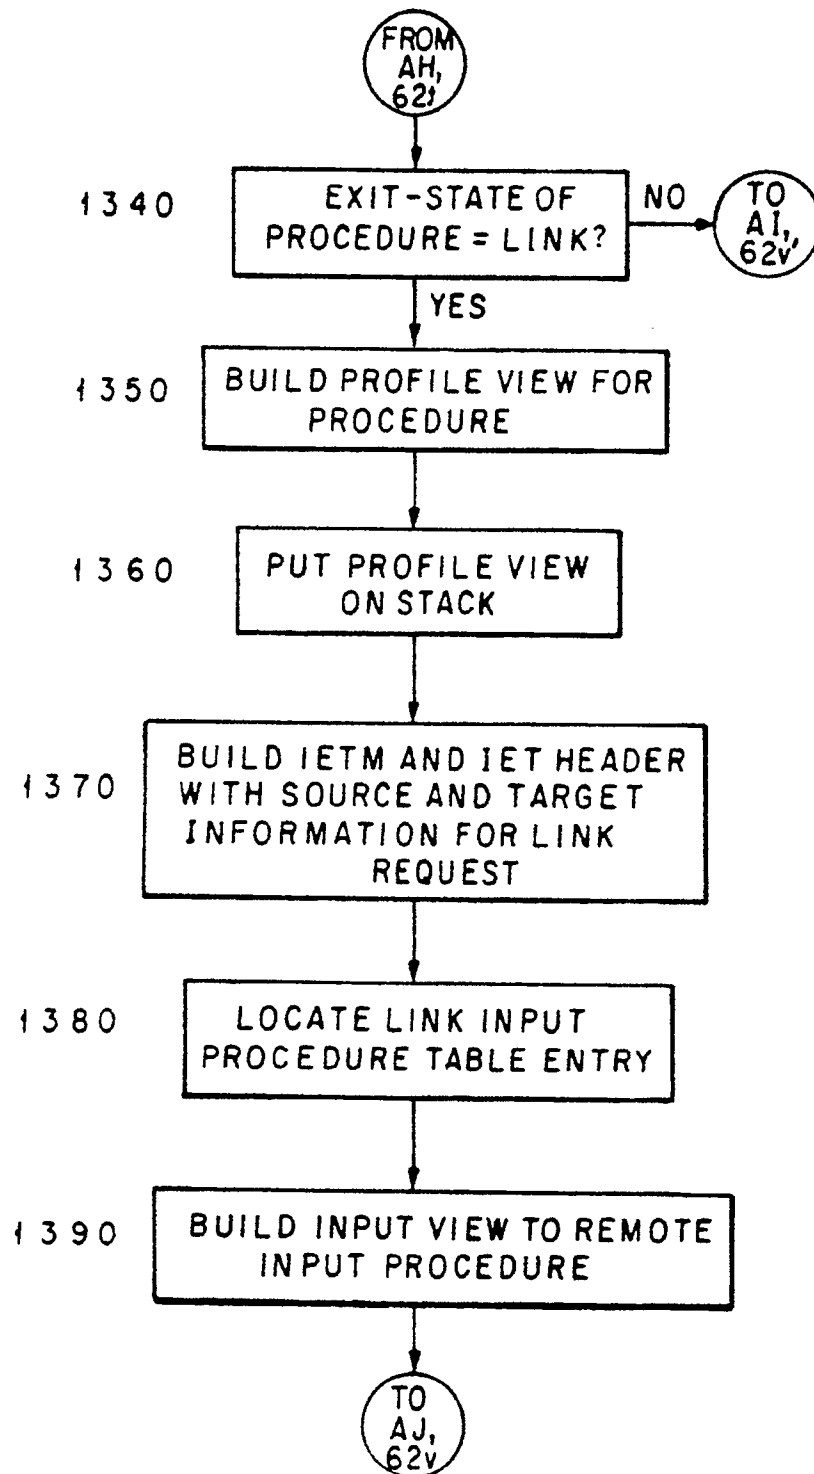 FROM
AH,
62t
1340
EXIT-STATE OF
PROCEDURE = LINK?
NO
TO
AI,
62v'
YES
1350
BUILD PROFILE VIEW FOR
PROCEDURE
1360
PUT PROFILE VIEW
ON STACK
1370
BUILD IETM AND IET HEADER
WITH SOURCE AND TARGET
INFORMATION FOR LINK
REQUEST
1380
LOCATE LINK INPUT
PROCEDURE TABLE ENTRY
1390
BUILD INPUT VIEW TO REMOTE
INPUT PROCEDURE
TO
AJ,
62v